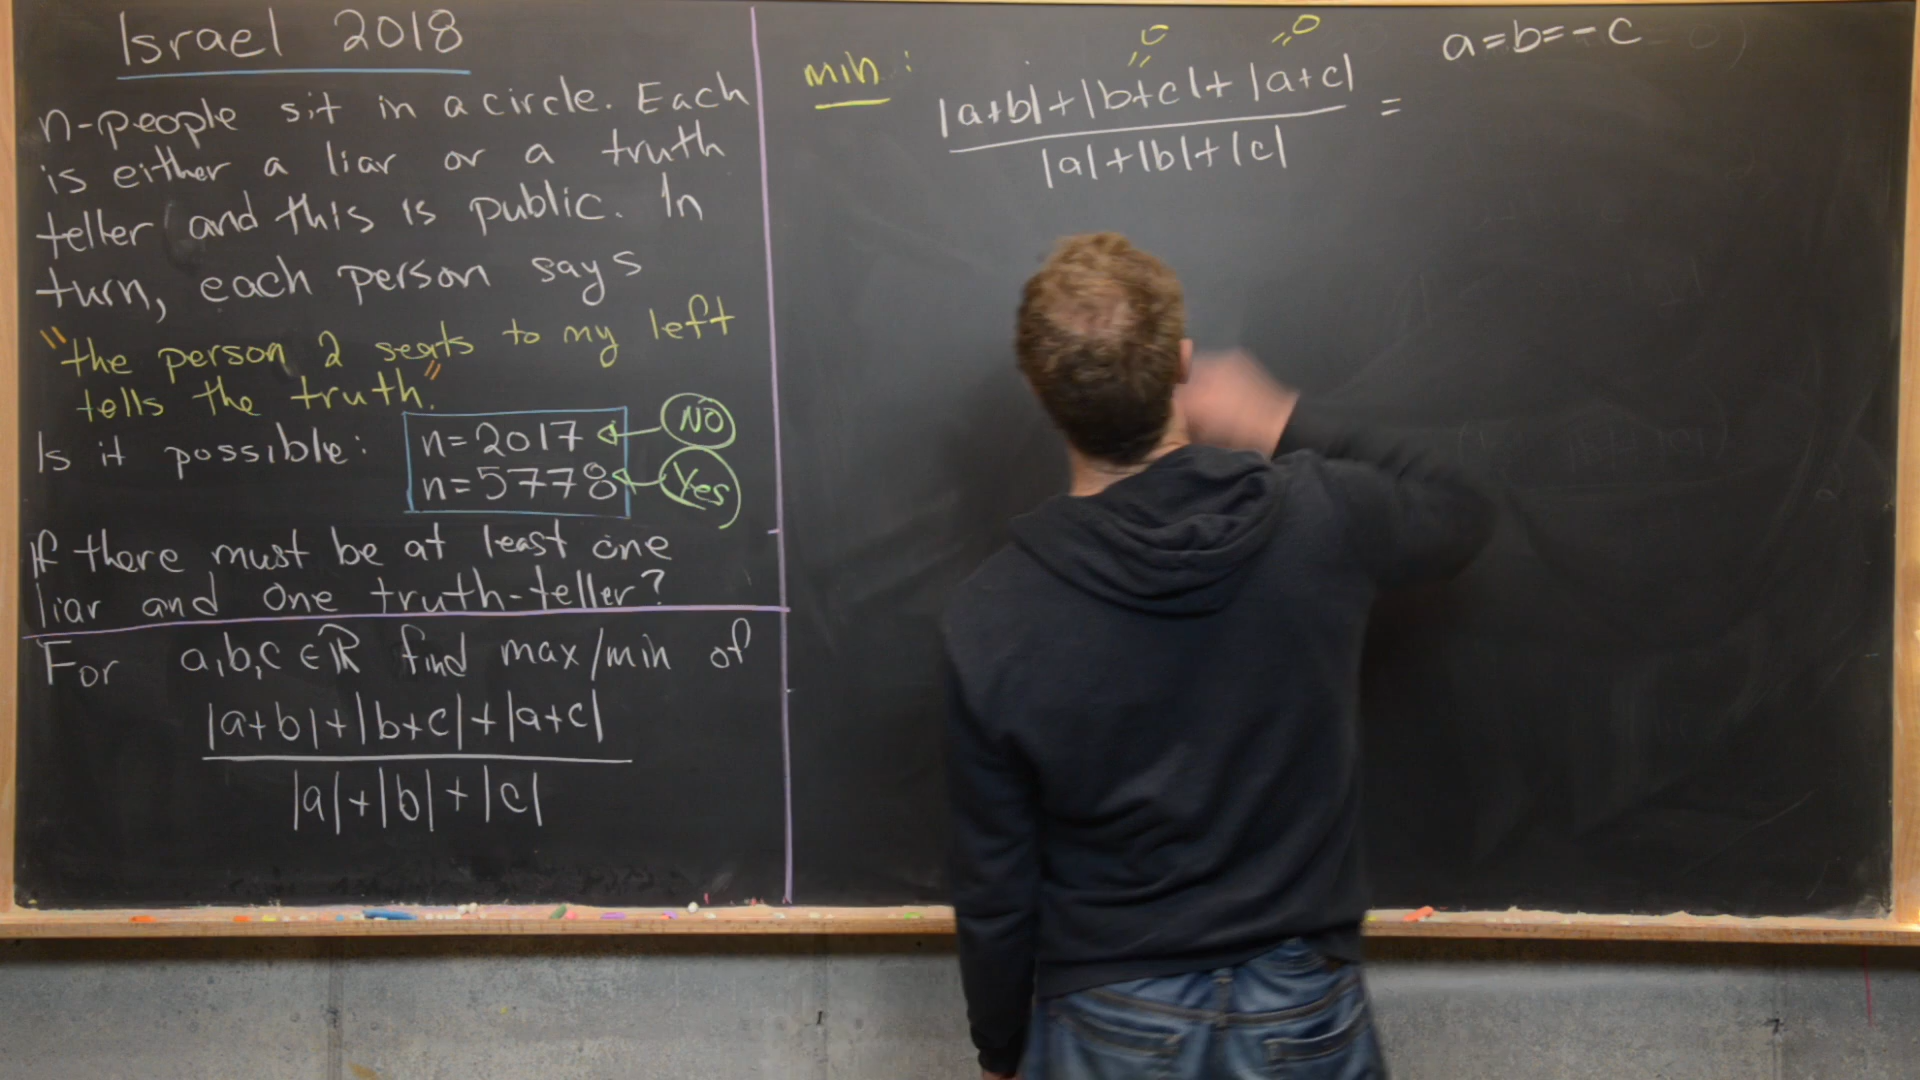 Israel 2018
n-people sit in a circle. Each
is either a liar or a truth
teller and this is public. In
turn, each person says
"the person 2 seats to my left
tells the truth."
Is it possible:
n=2017 ← NO
n=5778 ← Yes
If there must be at least one
liar and one truth-teller?
For a,b,c ∈ ℝ find max/min of
|a+b|+|b+c|+|a+c|
|a|+|b|+|c|
min:
=0 =0
|a+b|+|b+c|+|a+c| =
|a|+|b|+|c|
a=b=-c